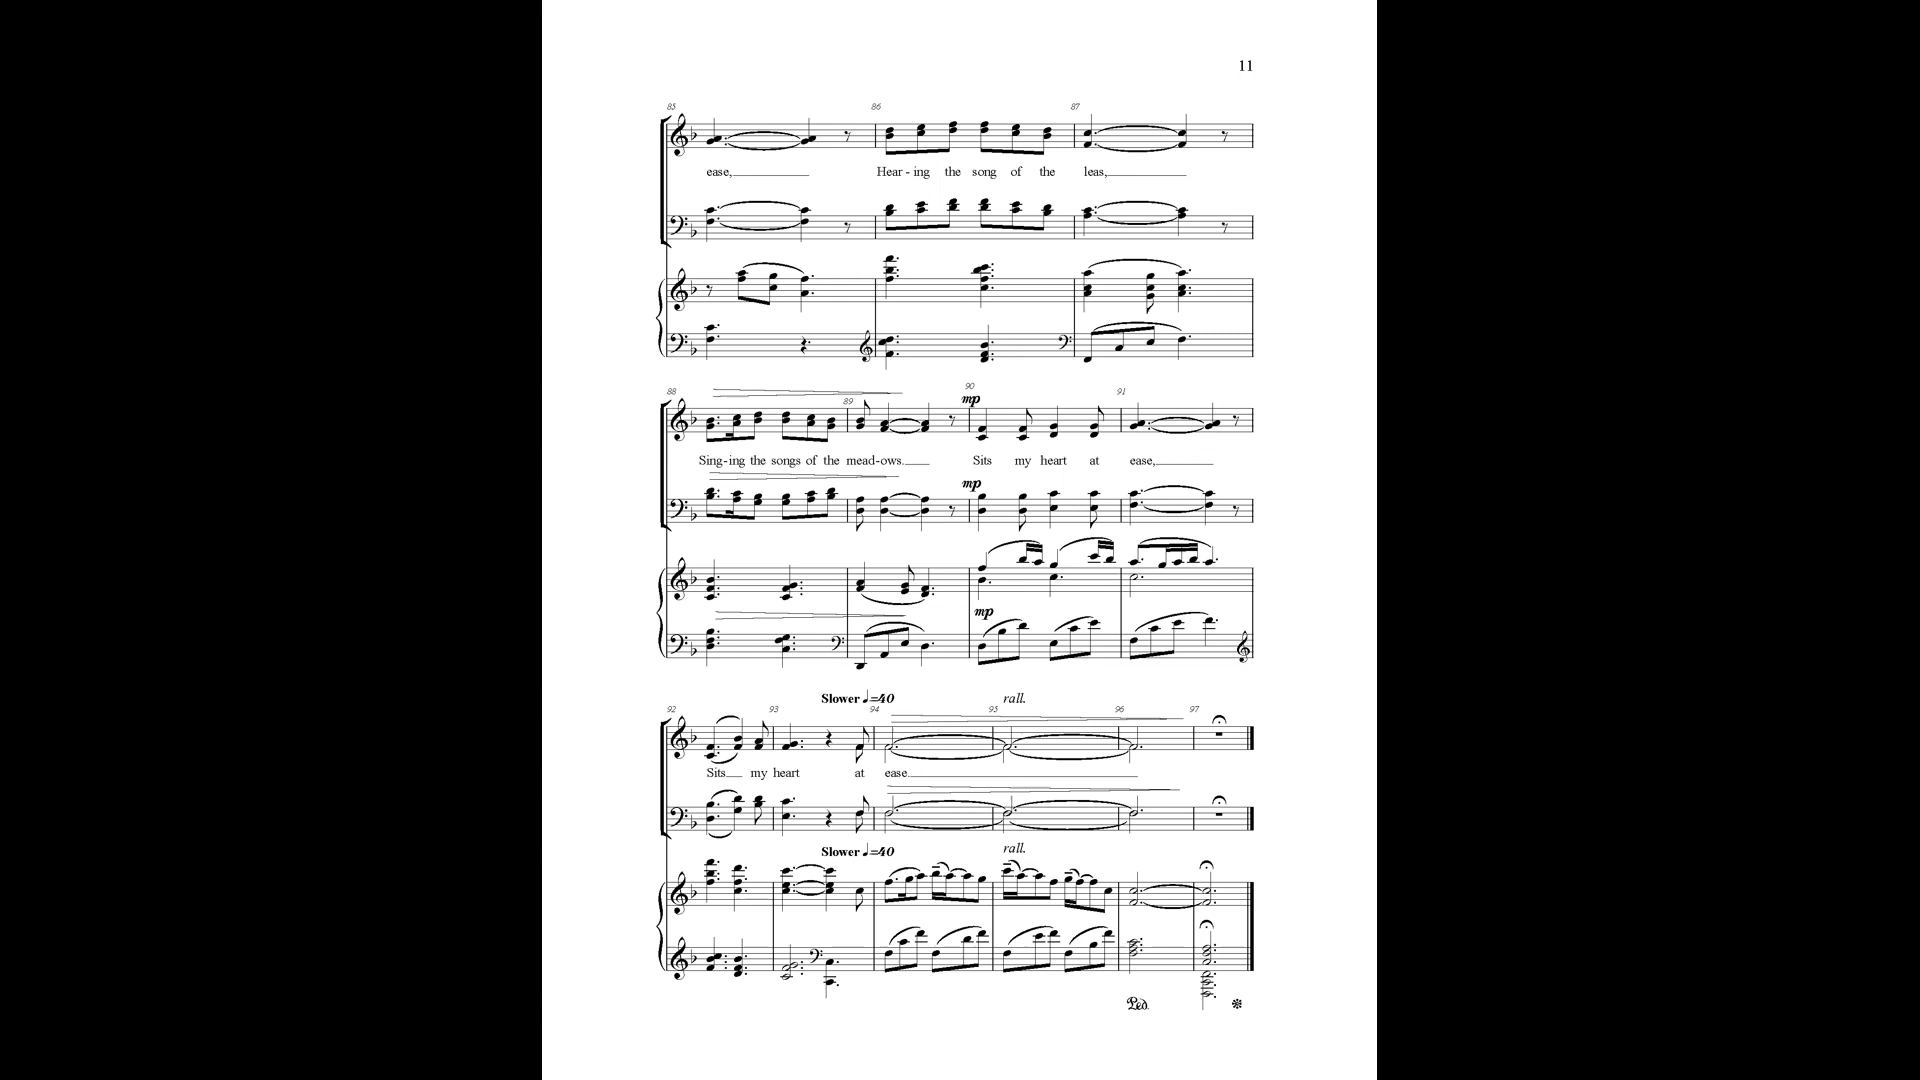 11
85 86 87
ease, Hear - ing the song of the leas,
88 89 90 91
mp
Sing-ing the songs of the mead-ows. Sits my heart at ease,
mp
mp
Slower ♩=40 rall.
92 93 94 95 96 97
Sits my heart at ease.
Slower ♩=40 rall.
Ped. *